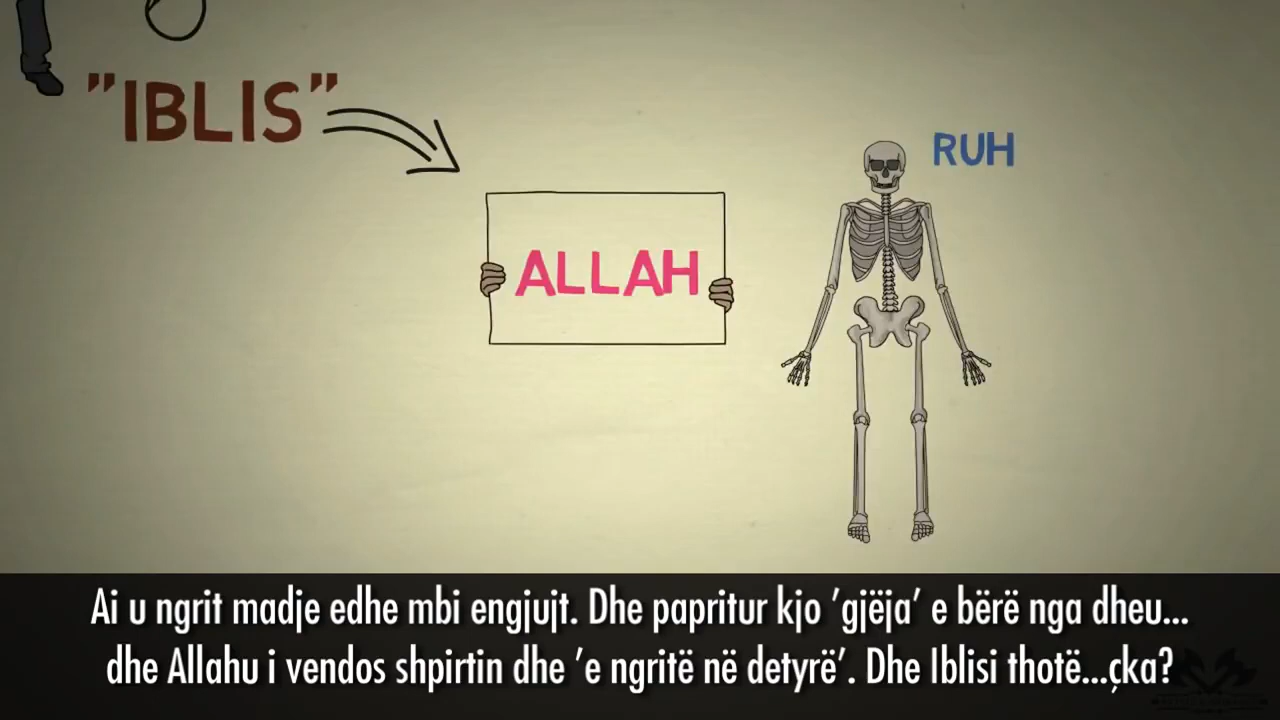 "IBLIS"
RUH
ALLAH
Ai u ngrit madje edhe mbi engjujt. Dhe papritur kjo 'gjëja' e bërë nga dheu...
dhe Allahu i vendos shpirtin dhe 'e ngritë në detyrë'. Dhe Iblisi thotë...çka?